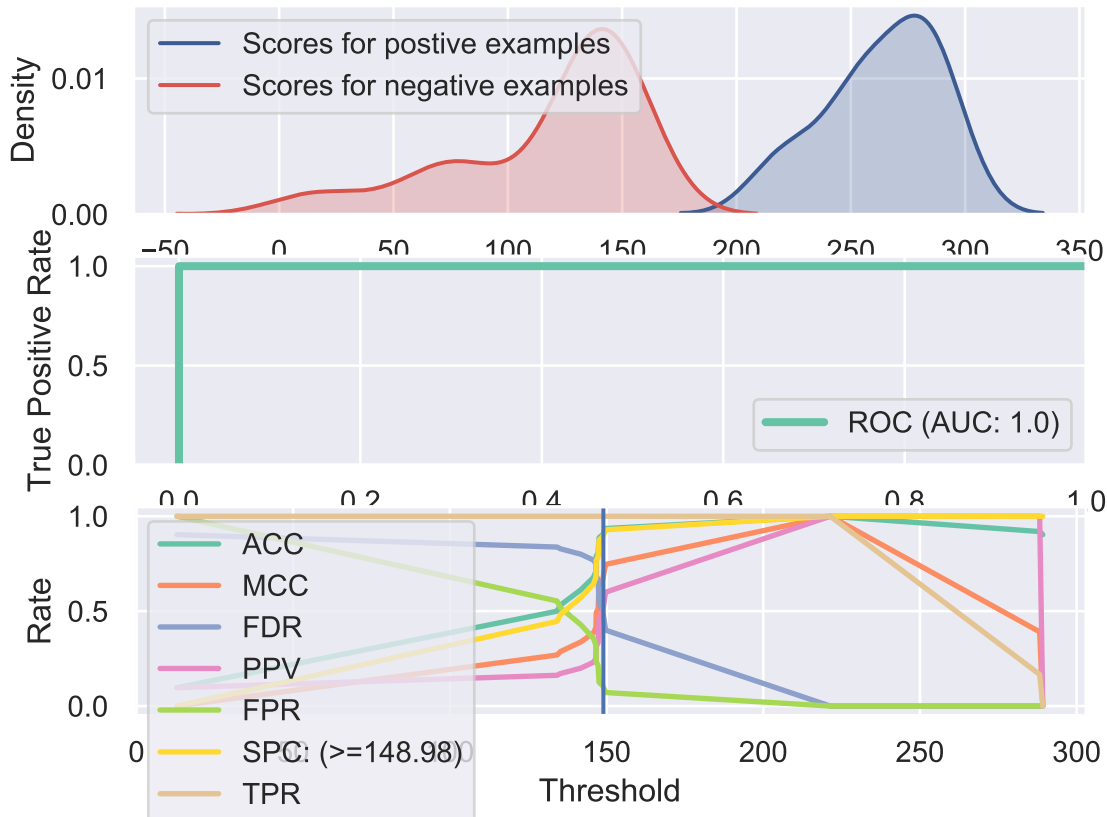 Scores for postive examples
Scores for negative examples
Density
0.01
0.00
−50 0 50 100 150 200 250 300 350
True Positive Rate
1.0
0.5
0.0
ROC (AUC: 1.0)
0.0 0.2 0.4 0.6 0.8 1.0
Rate
1.0
0.5
0.0
ACC
MCC
FDR
PPV
FPR
SPC: (>=148.98)
TPR
0 50 100 150 200 250 300
Threshold